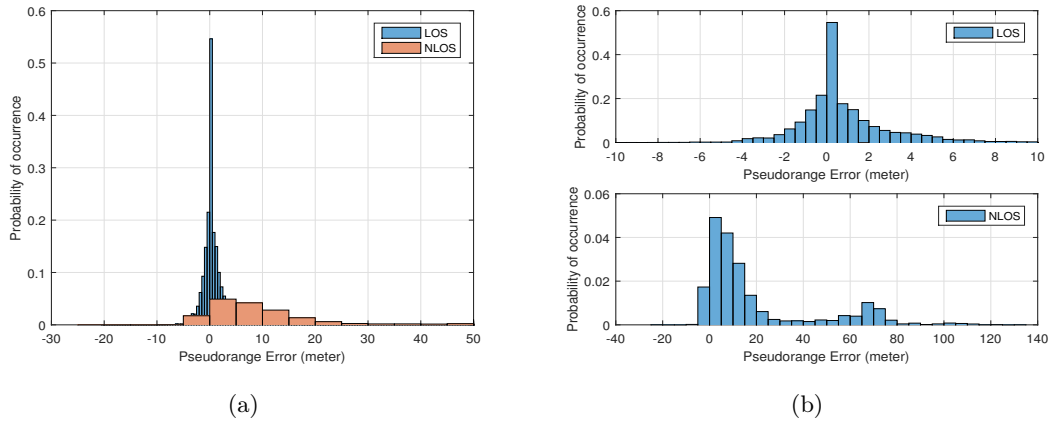 0.6
0.5
0.4
0.3
0.2
0.1
0
Probability of occurrence
LOS
NLOS
-30 -20 -10 0 10 20 30 40 50
Pseudorange Error (meter)
(a)
0.6
0.4
0.2
0
Probability of occurrence
LOS
-10 -8 -6 -4 -2 0 2 4 6 8 10
Pseudorange Error (meter)
0.06
0.04
0.02
0
Probability of occurrence
NLOS
-40 -20 0 20 40 60 80 100 120 140
Pseudorange Error (meter)
(b)